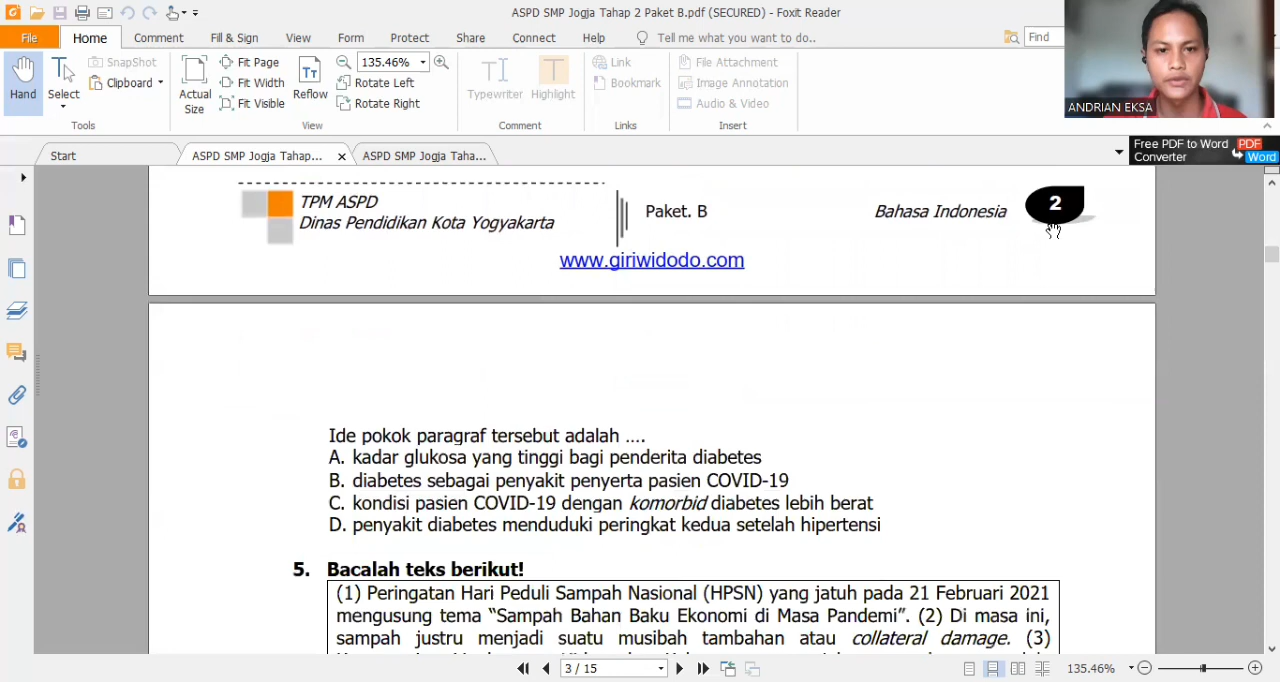 ASPD SMP Jogja Tahap 2 Paket B.pdf (SECURED) - Foxit Reader
File Home Comment Fill & Sign View Form Protect Share Connect Help Tell me what you want to do.. Find
Hand
Select
SnapShot
Clipboard
Tools
Actual Size
Fit Page
Fit Width
Fit Visible
Reflow
135.46%
Rotate Left
Rotate Right
View
Typewriter
Highlight
Comment
Link
Bookmark
Links
File Attachment
Image Annotation
Audio & Video
Insert
ANDRIAN EKSA
Start
ASPD SMP Jogja Tahap...
ASPD SMP Jogja Taha...
Free PDF to Word PDF
Converter Word
TPM ASPD
Dinas Pendidikan Kota Yogyakarta
Paket. B
Bahasa Indonesia
2
www.giriwidodo.com
Ide pokok paragraf tersebut adalah ....
A. kadar glukosa yang tinggi bagi penderita diabetes
B. diabetes sebagai penyakit penyerta pasien COVID-19
C. kondisi pasien COVID-19 dengan komorbid diabetes lebih berat
D. penyakit diabetes menduduki peringkat kedua setelah hipertensi
5. Bacalah teks berikut!
(1) Peringatan Hari Peduli Sampah Nasional (HPSN) yang jatuh pada 21 Februari 2021
mengusung tema “Sampah Bahan Baku Ekonomi di Masa Pandemi”. (2) Di masa ini,
sampah justru menjadi suatu musibah tambahan atau collateral damage. (3)
3 / 15
135.46%